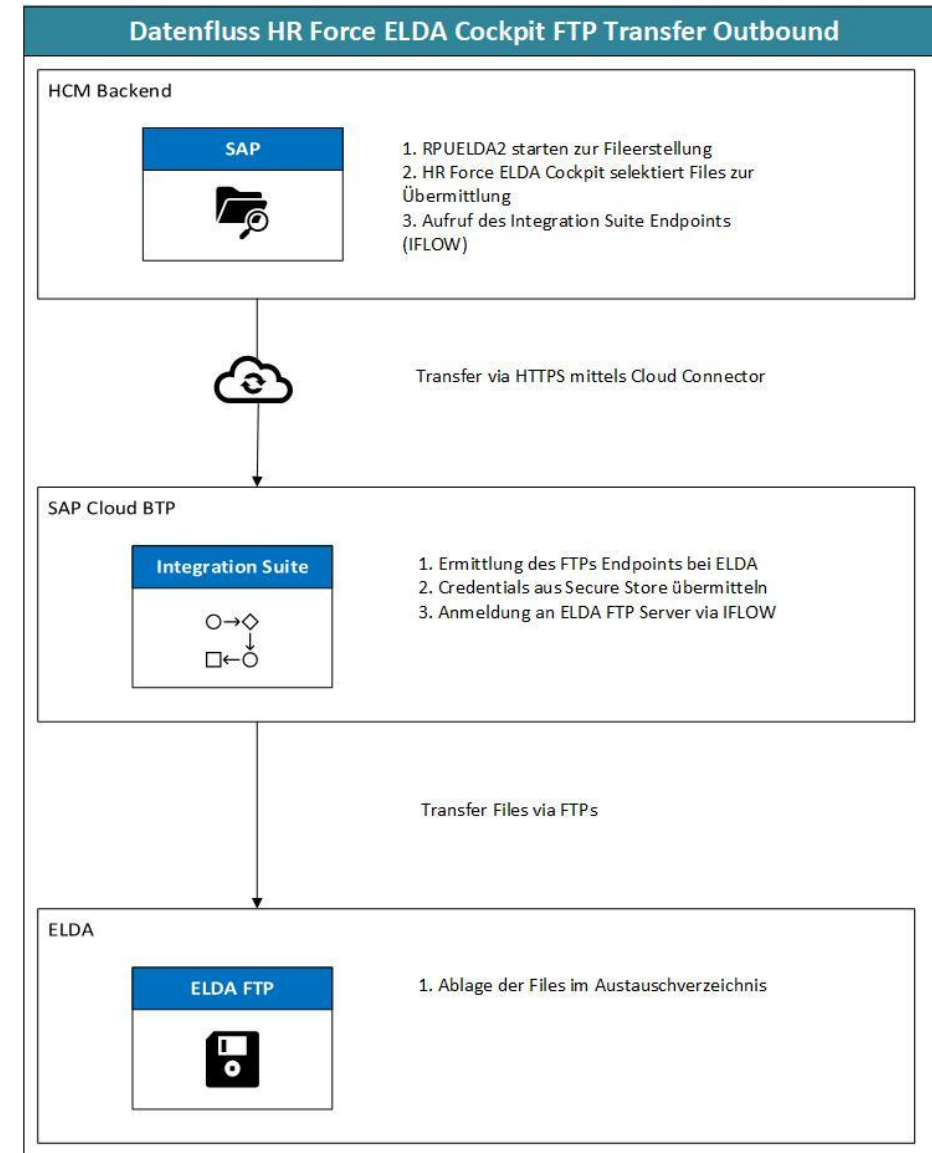 Datenfluss HR Force ELDA Cockpit FTP Transfer Outbound
HCM Backend
SAP
1. RPUELDA2 starten zur Fileerstellung
2. HR Force ELDA Cockpit selektiert Files zur
Übermittlung
3. Aufruf des Integration Suite Endpoints
(IFLOW)
Transfer via HTTPS mittels Cloud Connector
SAP Cloud BTP
Integration Suite
1. Ermittlung des FTPs Endpoints bei ELDA
2. Credentials aus Secure Store übermitteln
3. Anmeldung an ELDA FTP Server via IFLOW
Transfer Files via FTPs
ELDA
ELDA FTP
1. Ablage der Files im Austauschverzeichnis